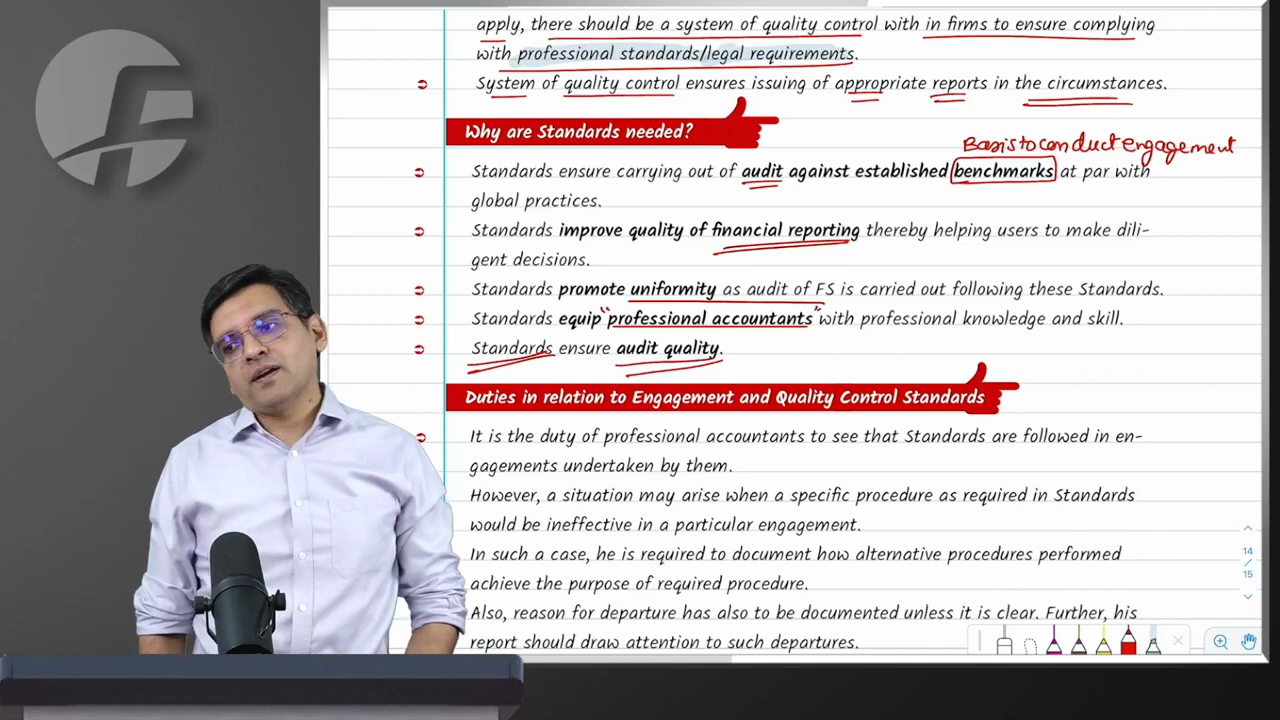 apply, there should be a system of quality control with in firms to ensure complying
with professional standards/legal requirements.
System of quality control ensures issuing of appropriate reports in the circumstances.
Why are Standards needed?
Basis to conduct engagement
Standards ensure carrying out of audit against established benchmarks at par with
global practices.
Standards improve quality of financial reporting thereby helping users to make dili-
gent decisions.
Standards promote uniformity as audit of FS is carried out following these Standards.
Standards equip "professional accountants" with professional knowledge and skill.
Standards ensure audit quality.
Duties in relation to Engagement and Quality Control Standards
It is the duty of professional accountants to see that Standards are followed in en-
gagements undertaken by them.
However, a situation may arise when a specific procedure as required in Standards
would be ineffective in a particular engagement.
In such a case, he is required to document how alternative procedures performed
achieve the purpose of required procedure.
Also, reason for departure has also to be documented unless it is clear. Further, his
report should draw attention to such departures.
14
/
15